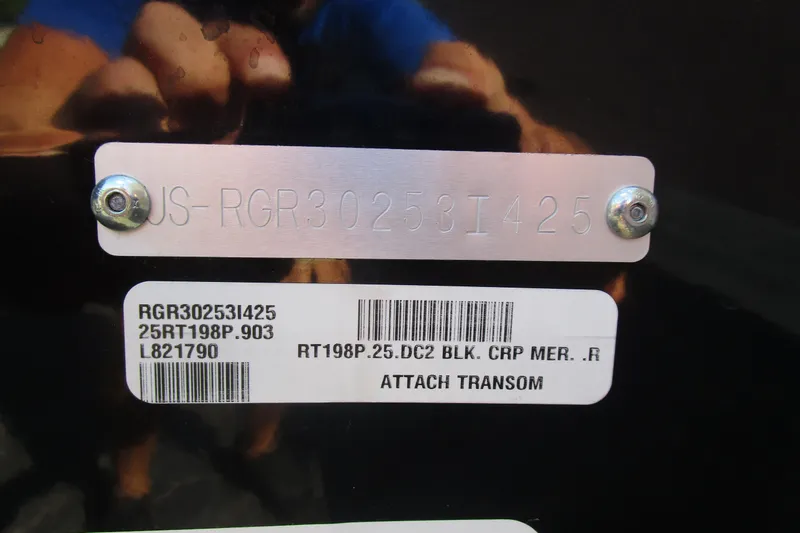 US-RGR30253I425
RGR30253I425
25RT198P.903
L821790
RT198P.25.DC2 BLK. CRP MER. .R
ATTACH TRANSOM